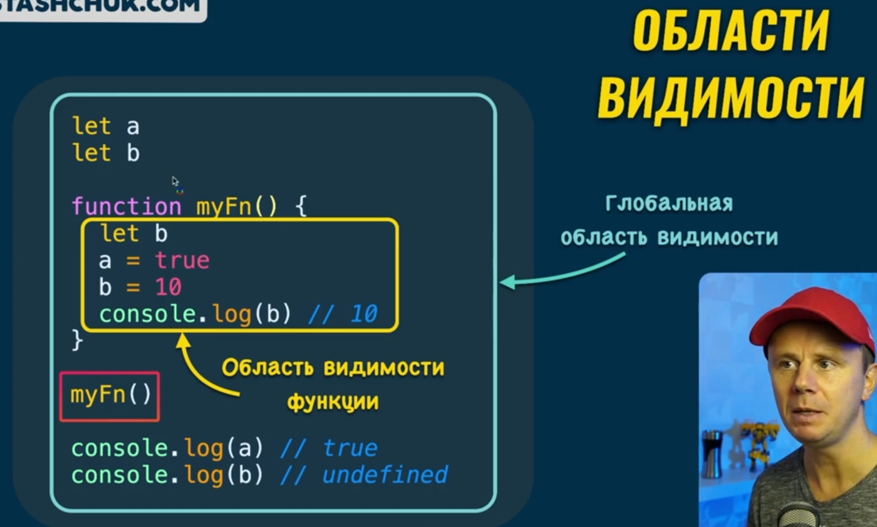 STASHCHUK.COM
ОБЛАСТИ
ВИДИМОСТИ
let a
let b
function myFn() {
let b
a = true
b = 10
console.log(b) // 10
}
Глобальная
область видимости
Область видимости
функции
myFn()
console.log(a) // true
console.log(b) // undefined